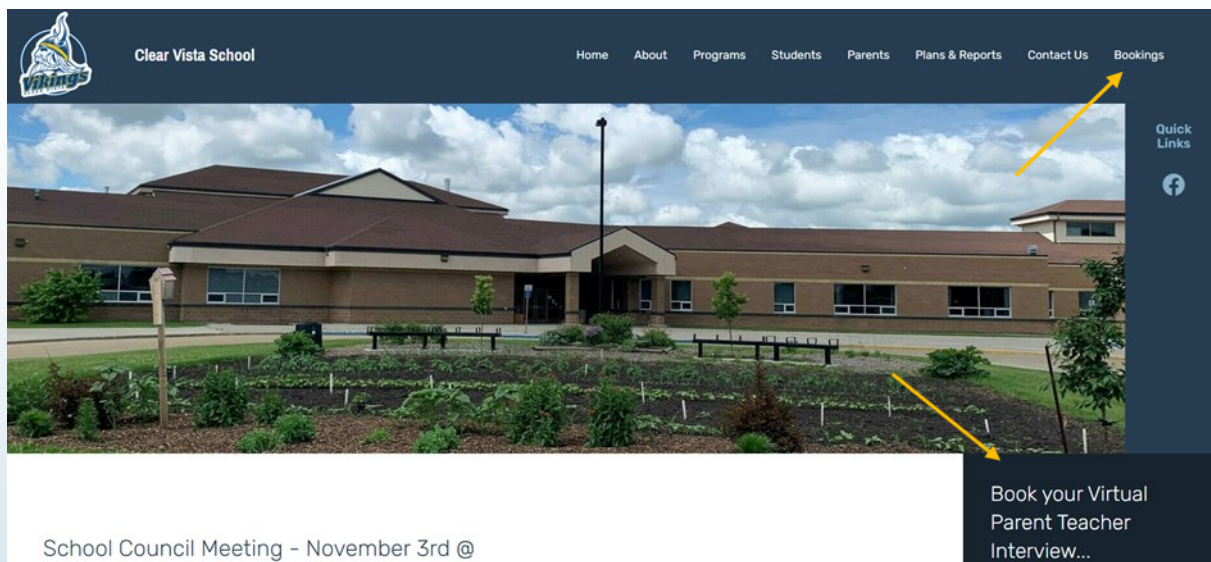 Vikings
Clear Vista School
Home About Programs Students Parents Plans & Reports Contact Us Bookings
Quick
Links
Book your Virtual
Parent Teacher
Interview...
School Council Meeting - November 3rd @